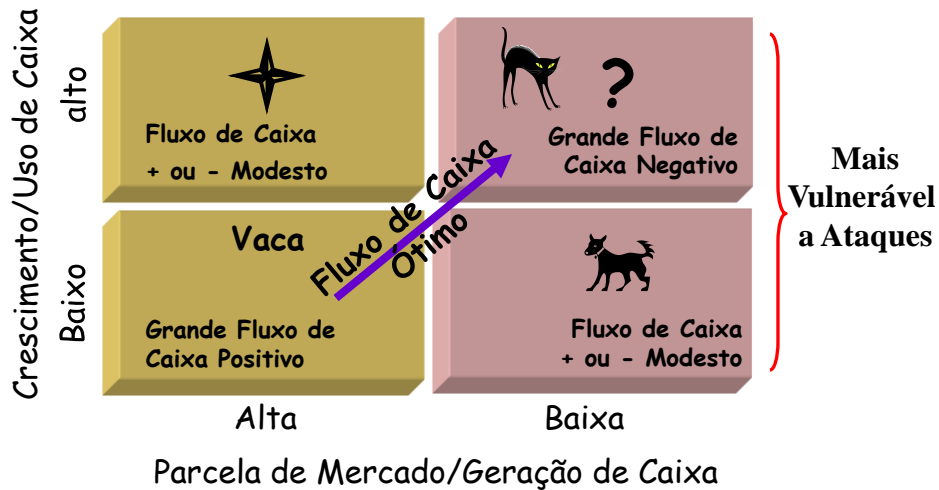 Crescimento/Uso de Caixa
alto
Baixo
Fluxo de Caixa
+ ou - Modesto
?
Grande Fluxo de
Caixa Negativo
Vaca
Grande Fluxo de
Caixa Positivo
Fluxo de Caixa
Ótimo
Fluxo de Caixa
+ ou - Modesto
Mais
Vulnerável
a Ataques
Alta
Baixa
Parcela de Mercado/Geração de Caixa